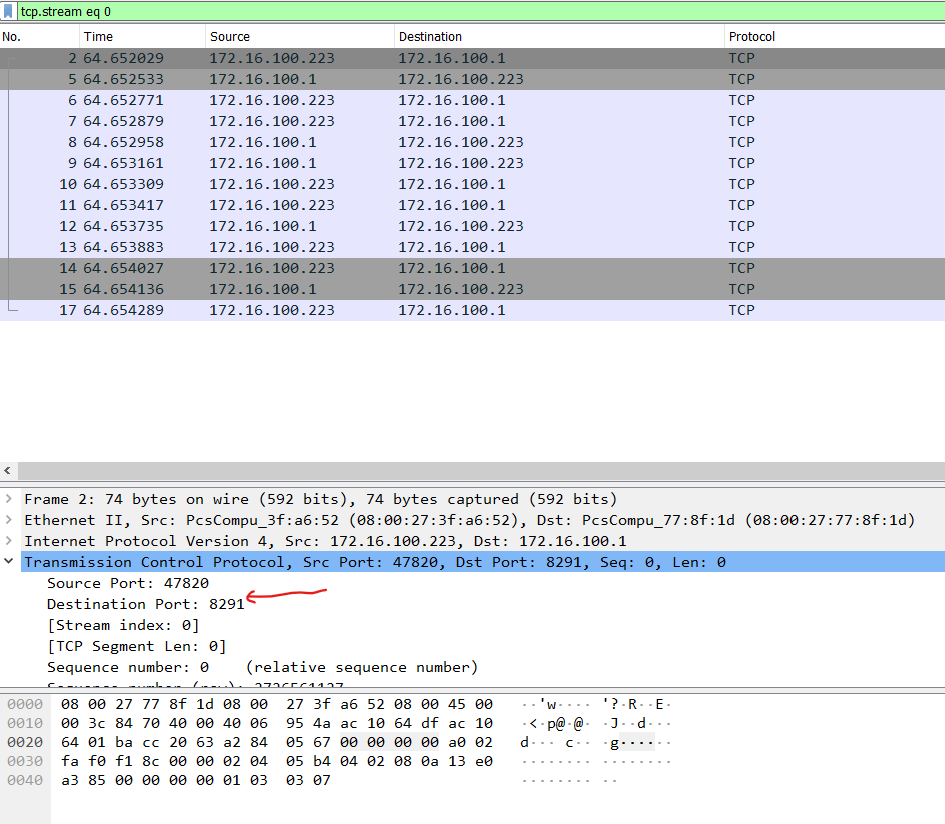 tcp.stream eq 0
No. Time Source Destination Protocol
2 64.652029 172.16.100.223 172.16.100.1 TCP
5 64.652533 172.16.100.1 172.16.100.223 TCP
6 64.652771 172.16.100.223 172.16.100.1 TCP
7 64.652879 172.16.100.223 172.16.100.1 TCP
8 64.652958 172.16.100.1 172.16.100.223 TCP
9 64.653161 172.16.100.1 172.16.100.223 TCP
10 64.653309 172.16.100.223 172.16.100.1 TCP
11 64.653417 172.16.100.223 172.16.100.1 TCP
12 64.653735 172.16.100.1 172.16.100.223 TCP
13 64.653883 172.16.100.223 172.16.100.1 TCP
14 64.654027 172.16.100.223 172.16.100.1 TCP
15 64.654136 172.16.100.1 172.16.100.223 TCP
17 64.654289 172.16.100.223 172.16.100.1 TCP
Frame 2: 74 bytes on wire (592 bits), 74 bytes captured (592 bits)
Ethernet II, Src: PcsCompu_3f:a6:52 (08:00:27:3f:a6:52), Dst: PcsCompu_77:8f:1d (08:00:27:77:8f:1d)
Internet Protocol Version 4, Src: 172.16.100.223, Dst: 172.16.100.1
Transmission Control Protocol, Src Port: 47820, Dst Port: 8291, Seq: 0, Len: 0
Source Port: 47820
Destination Port: 8291
[Stream index: 0]
[TCP Segment Len: 0]
Sequence number: 0 (relative sequence number)
0000 08 00 27 77 8f 1d 08 00 27 3f a6 52 08 00 45 00 ··'w···· '?·R··E·
0010 00 3c 84 70 40 00 40 06 95 4a ac 10 64 df ac 10 ·<·p@·@· ·J··d···
0020 64 01 ba cc 20 63 a2 84 05 67 00 00 00 00 a0 02 d··· c·· ·g······
0030 fa f0 f1 8c 00 00 02 04 05 b4 04 02 08 0a 13 e0 ········ ········
0040 a3 85 00 00 00 00 01 03 03 07 ········ ··